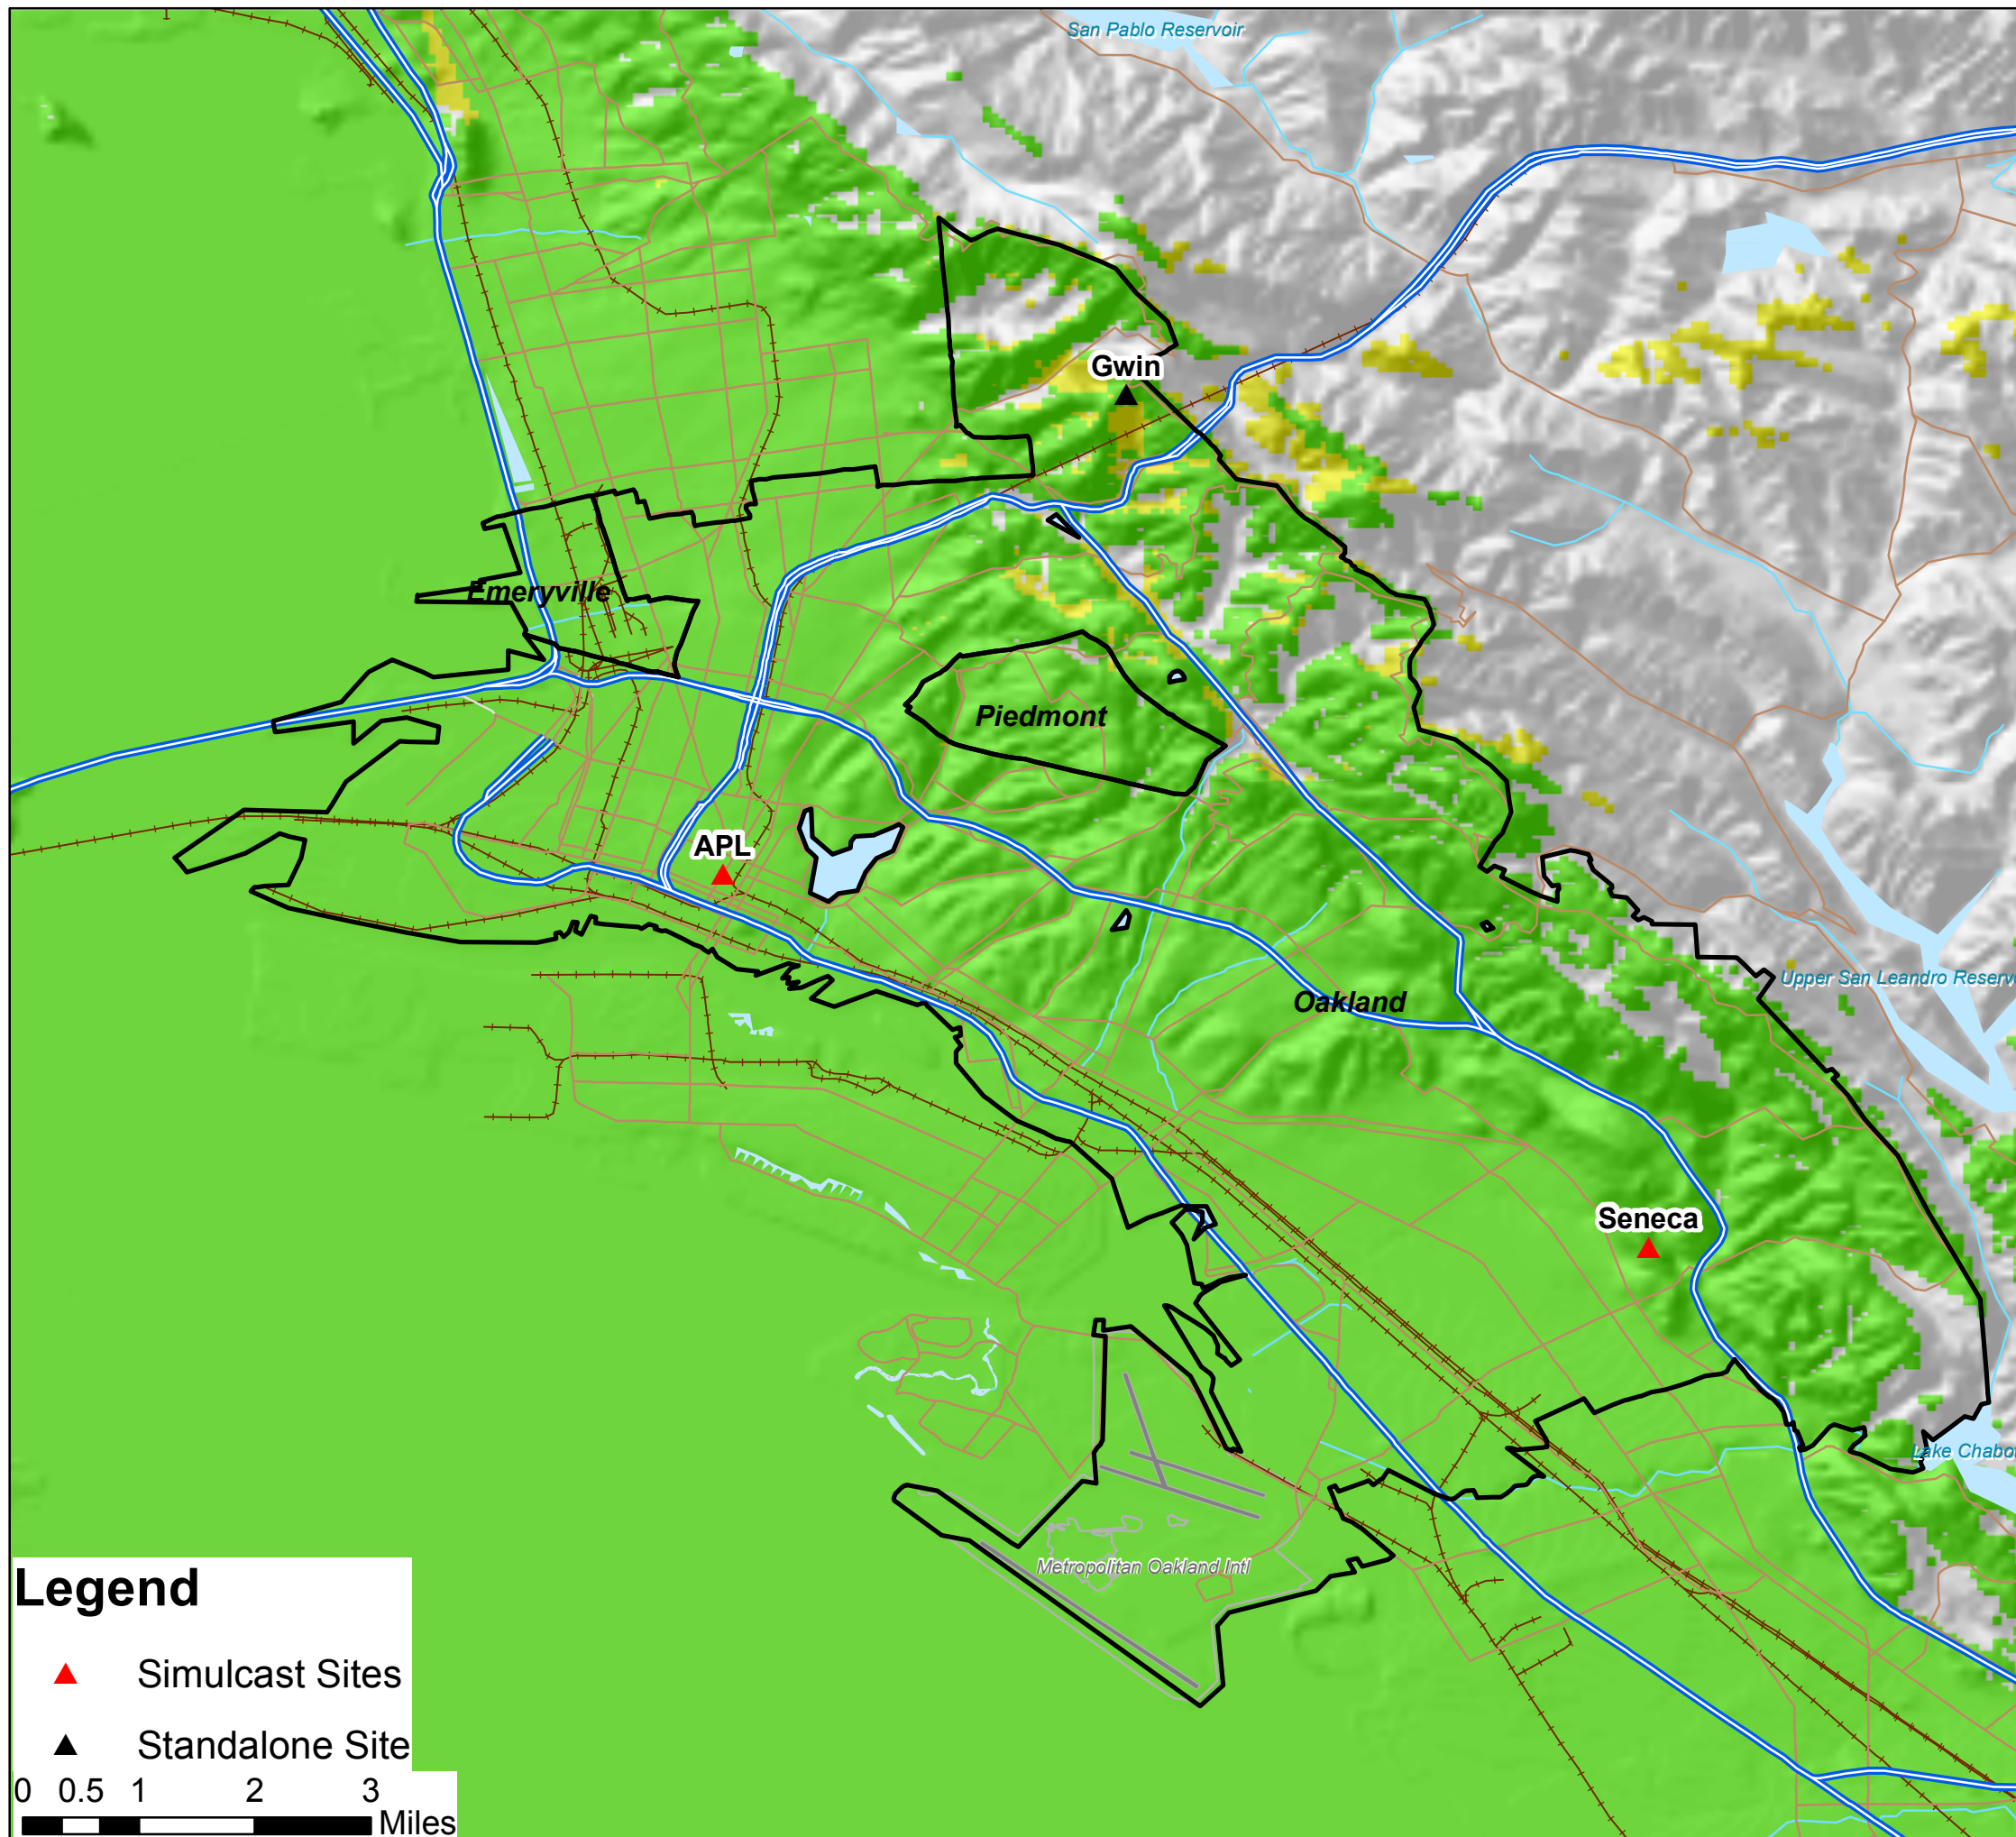 San Pablo Reservoir
Gwin
Emeryville
Piedmont
APL
Upper San Leandro Reserv
Oakland
Seneca
Lake Chabo
Metropolitan Oakland Intl
Legend
Simulcast Sites
Standalone Site
0 0.5 1 2 3
Miles